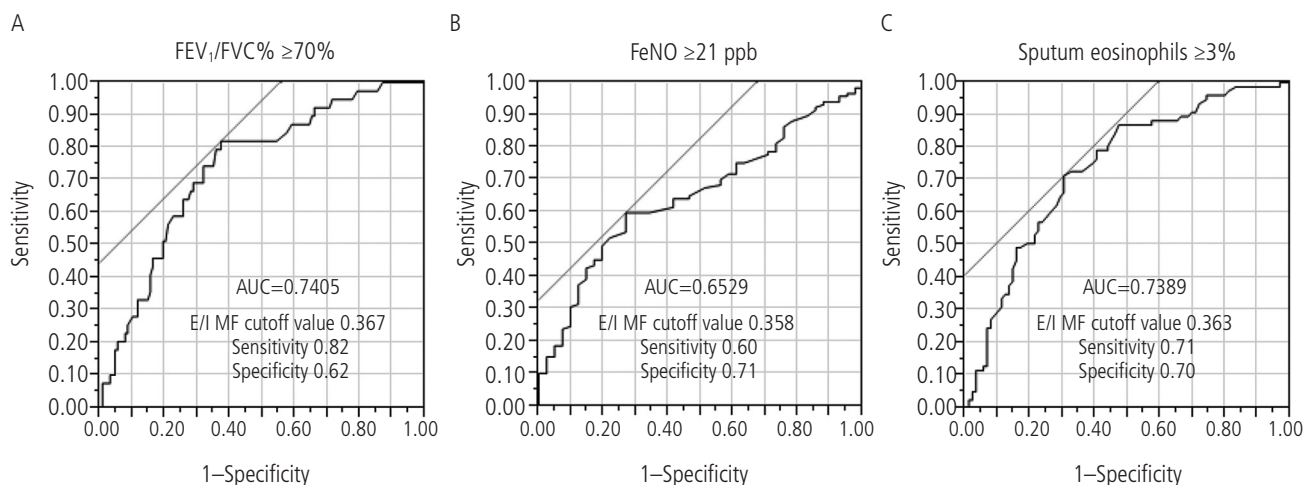 A
FEV₁/FVC% ≥70%
1.00
0.90
0.80
0.70
0.60
0.50
0.40
0.30
0.20
0.10
0.00
Sensitivity
AUC=0.7405
E/I MF cutoff value 0.367
Sensitivity 0.82
Specificity 0.62
0.00 0.20 0.40 0.60 0.80 1.00
1–Specificity
B
FeNO ≥21 ppb
1.00
0.90
0.80
0.70
0.60
0.50
0.40
0.30
0.20
0.10
0.00
Sensitivity
AUC=0.6529
E/I MF cutoff value 0.358
Sensitivity 0.60
Specificity 0.71
0.00 0.20 0.40 0.60 0.80 1.00
1–Specificity
C
Sputum eosinophils ≥3%
1.00
0.90
0.80
0.70
0.60
0.50
0.40
0.30
0.20
0.10
0.00
Sensitivity
AUC=0.7389
E/I MF cutoff value 0.363
Sensitivity 0.71
Specificity 0.70
0.00 0.20 0.40 0.60 0.80 1.00
1–Specificity